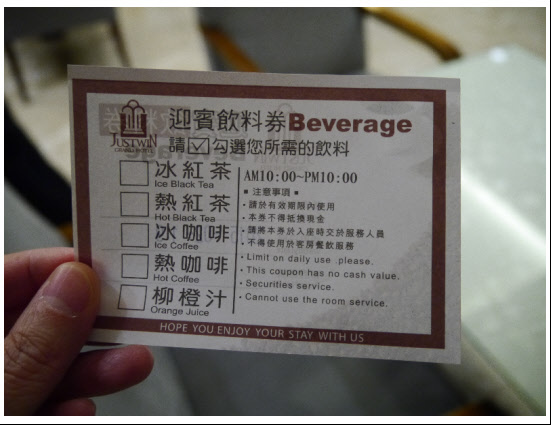 JUSTWIN
迎賓飲料券Beverage
請☑勾選您所需的飲料
冰紅茶
Ice Black Tea
熱紅茶
Hot Black Tea
冰咖啡
Ice Coffee
熱咖啡
Hot Coffee
柳橙汁
Orange Juice
AM10:00~PM10:00
■ 注意事項 ■
・請於有效期限內使用
・本券不得抵換現金
・請將本券於入座時交於服務人員
・不得使用於客房餐飲服務
・Limit on daily use .please.
・This coupon has no cash value.
・Securities service.
・Cannot use the room service.
HOPE YOU ENJOY YOUR STAY WITH US